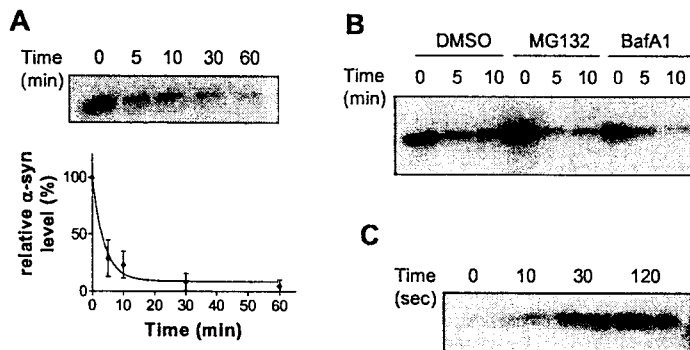 A
Time
(min)
0 5 10 30 60
relative α-syn
level (%)
100
50
0
0 10 20 30 40 50 60
Time (min)
B
DMSO MG132 BafA1
Time
(min)
0 5 10 0 5 10 0 5 10
C
Time
(sec)
0 10 30 120